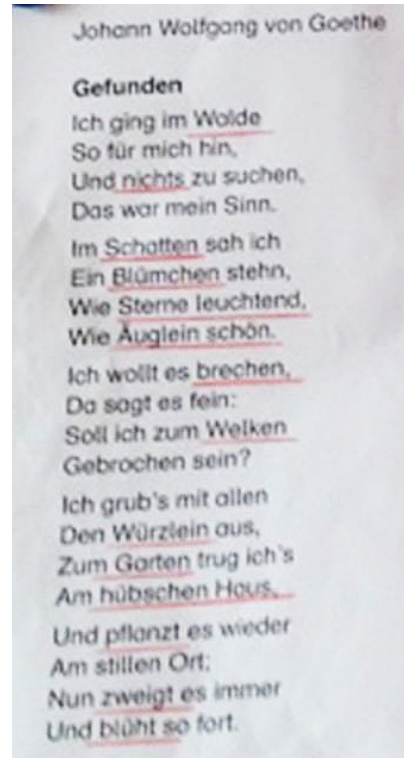 Johann Wolfgang von Goethe
Gefunden
Ich ging im Walde
So für mich hin,
Und nichts zu suchen,
Das war mein Sinn.
Im Schatten sah ich
Ein Blümchen stehn,
Wie Sterne leuchtend,
Wie Äuglein schön.
Ich wollt es brechen,
Da sagt es fein:
Soll ich zum Welken
Gebrochen sein?
Ich grub's mit allen
Den Würzlein aus,
Zum Garten trug ich's
Am hübschen Haus,
Und pflanzt es wieder
Am stillen Ort;
Nun zweigt es immer
Und blüht so fort.